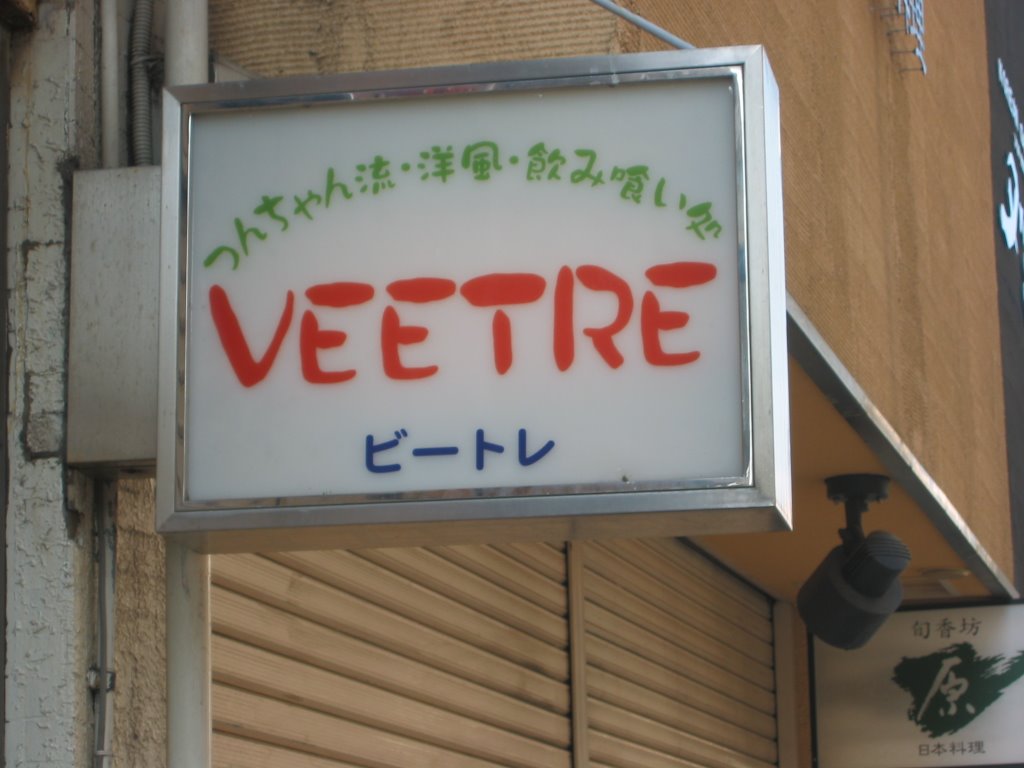 つんちゃん流・洋風・飲み喰い処
VEETRE
ビートレ
旬香坊
原
日本料理